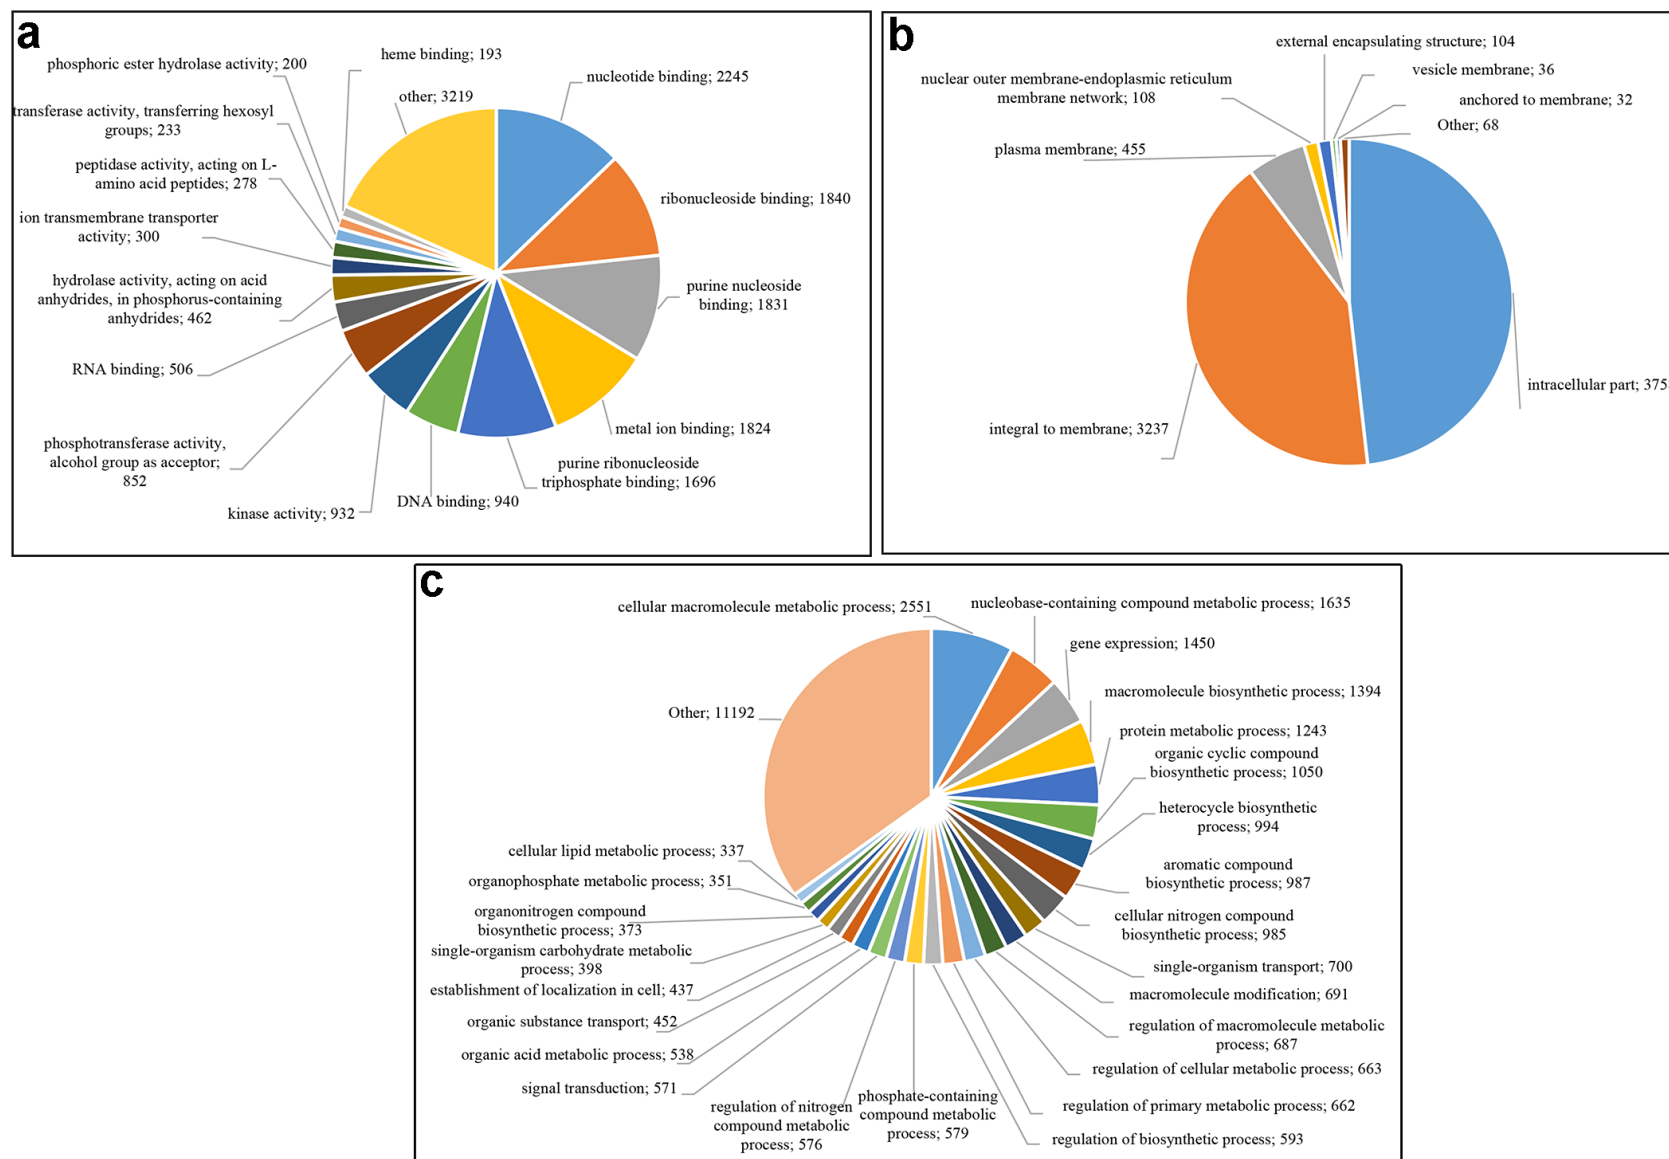 a
heme binding; 193
phosphoric ester hydrolase activity; 200
nucleotide binding; 2245
other; 3219
transferase activity, transferring hexosyl
groups; 233
peptidase activity, acting on L-
amino acid peptides; 278
ribonucleoside binding; 1840
ion transmembrane transporter
activity; 300
hydrolase activity, acting on acid
anhydrides, in phosphorus-containing
anhydrides; 462
purine nucleoside
binding; 1831
RNA binding; 506
metal ion binding; 1824
phosphotransferase activity,
alcohol group as acceptor;
852
purine ribonucleoside
triphosphate binding; 1696
DNA binding; 940
kinase activity; 932
b
external encapsulating structure; 104
vesicle membrane; 36
nuclear outer membrane-endoplasmic reticulum
membrane network; 108
anchored to membrane; 32
Other; 68
plasma membrane; 455
intracellular part; 375
integral to membrane; 3237
c
cellular macromolecule metabolic process; 2551
nucleobase-containing compound metabolic process; 1635
gene expression; 1450
macromolecule biosynthetic process; 1394
Other; 11192
protein metabolic process; 1243
organic cyclic compound
biosynthetic process; 1050
heterocycle biosynthetic
process; 994
cellular lipid metabolic process; 337
aromatic compound
biosynthetic process; 987
organophosphate metabolic process; 351
organonitrogen compound
biosynthetic process; 373
cellular nitrogen compound
biosynthetic process; 985
single-organism carbohydrate metabolic
process; 398
single-organism transport; 700
establishment of localization in cell; 437
macromolecule modification; 691
organic substance transport; 452
regulation of macromolecule metabolic
process; 687
organic acid metabolic process; 538
regulation of cellular metabolic process; 663
signal transduction; 571
regulation of nitrogen
compound metabolic
process; 576
phosphate-containing
compound metabolic
process; 579
regulation of primary metabolic process; 662
regulation of biosynthetic process; 593